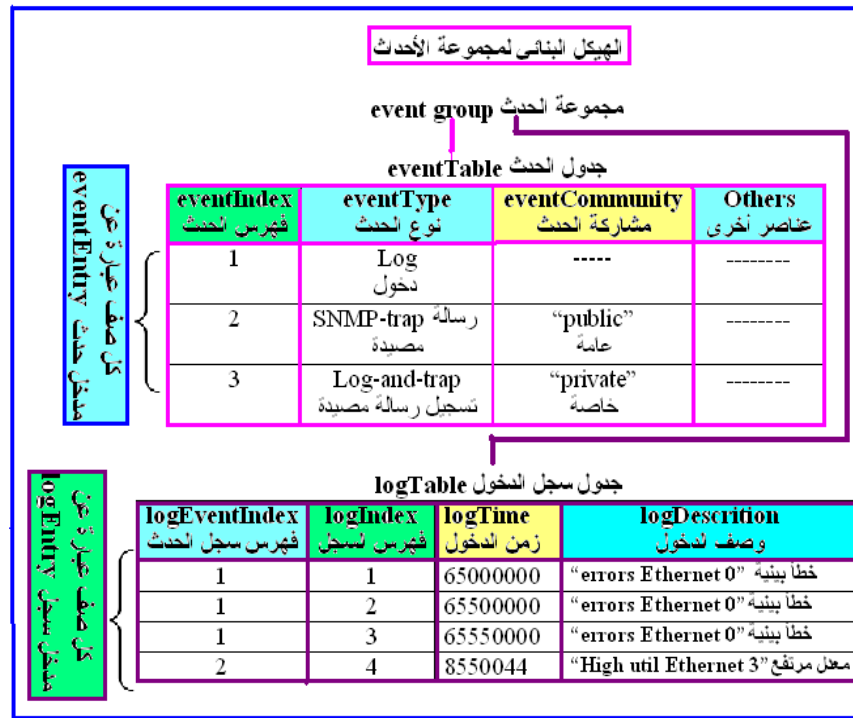 الهيكل البنائى لمجموعة الأحداث
مجموعة الحدث event group
جدول الحدث eventTable
كل صف عبارة عن
مدخل حدث eventEntry
eventIndex eventType eventCommunity Others
فهرس الحدث نوع الحدث مشاركة الحدث عناصر أخرى
1 Log ----- --------
دخول
2 SNMP-trap رسالة “public” --------
مصيدة عامة
3 Log-and-trap “private” --------
تسجيل رسالة مصيدة خاصة
جدول سجل الدخول logTable
كل صف عبارة عن
مدخل سجل logEntry
logEventIndex logIndex logTime logDescrition
فهرس سجل الحدث فهرس السجل زمن الدخول وصف الدخول
1 1 65000000 “errors Ethernet 0” خطأ بينية
1 2 65500000 “errors Ethernet 0” خطأ بينية
1 3 65550000 “errors Ethernet 0” خطأ بينية
2 4 8550044 “High util Ethernet 3” معدل مرتفع